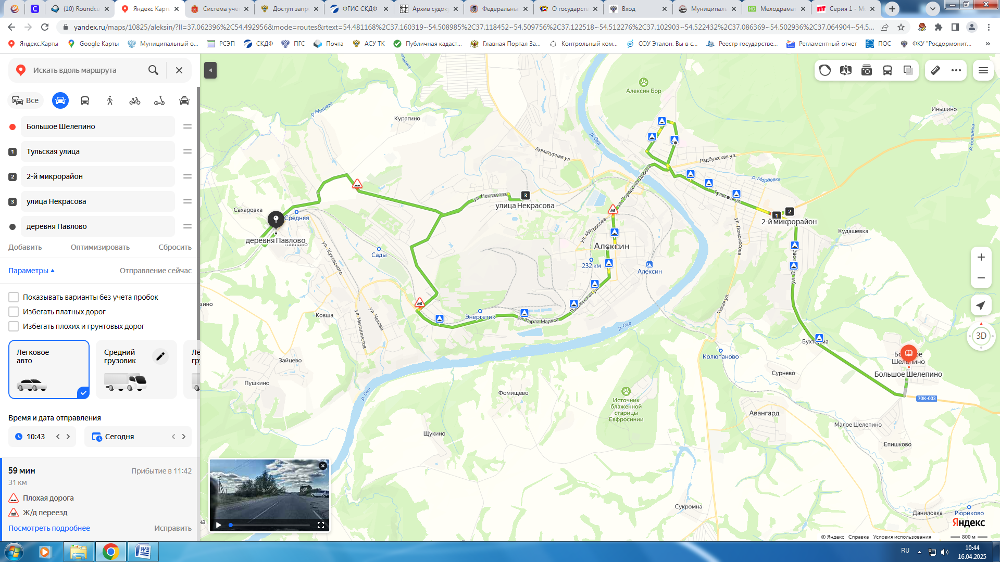 (10) Roundcu
Яндекс Карт
Система учё
Доступ запре
ФГИС СКДФ
Архив судок
Федеральны
О государст
Вход
Муниципаль
Мелодрамат
Серия 1 - М
yandex.ru/maps/10825/aleksin/?ll=37.062396%2C54.492956&mode=routes&rtext=54.481168%2C37.160319~54.508985%2C37.118452~54.509756%2C37.122518~54.512276%2C37.102903~54.522432%2C37.086369~54.502936%2C37.064904~54.5...
Яндекс.Карты
Google Карты
Муниципальный о...
РСЭП
СКДФ
ПГС
Почта
АСУ ТК
Публичная кадаст...
Главная Портал За...
Контрольный ком...
СОУ Эталон. Вы в с...
Реестр государстве...
Регламентный отчет
ПОС
ФКУ "Росдормонит...
»
Искать вдоль маршрута
Все
Большое Шелепино
1 Тульская улица
2 2-й микрорайон
3 улица Некрасова
деревня Павлово
Добавить
Оптимизировать
Сбросить
Параметры
Отправление сейчас
Показывать варианты без учета пробок
Избегать платных дорог
Избегать плохих и грунтовых дорог
Легковое
авто
Средний
грузовик
Лё
гр
Время и дата отправления
10:43
Сегодня
59 мин
Прибытие в 11:42
31 км
Плохая дорога
Ж/д переезд
Посмотреть подробнее
Исправить
Алексин Бор
Иньшино
р. Мышега
Курагино
р. Ока
р. Ботинка
Арматурная ул.
Радбужская ул.
ул. Городская Дорога
р. Мордовка
Тульская ул.
ул. Некрасова
3
улица Некрасова
Сахаровка
Средняя
деревня Павлово
Павлово
1
2
2-й микрорайон
Кудашевка
ул. Матросова
Алексин
ул. Ломоносова
Сады
232 км
Алексин
ул. Жуковского
Пионерская ул.
зино
Ковша
ул. Металлистов
ул. Чехова
Энергетик
ул. Карла Маркса
Тихая ул.
р. Ока
Бухтерма
Колюпаново
Большое
Шелепино
Большое Шелепино
Зайцево
Сурнево
Пушкино
р. Ока
Фомищево
Источник
блаженной
старицы
Евфросинии
70К-003
Авангард
Малое Шелепино
Щукино
Епишково
Сукромна
Даниловка
Рюриково
на
3D
Яндекс
© Яндекс Справка Условия использования
800 м
RU
10:44
16.04.2025